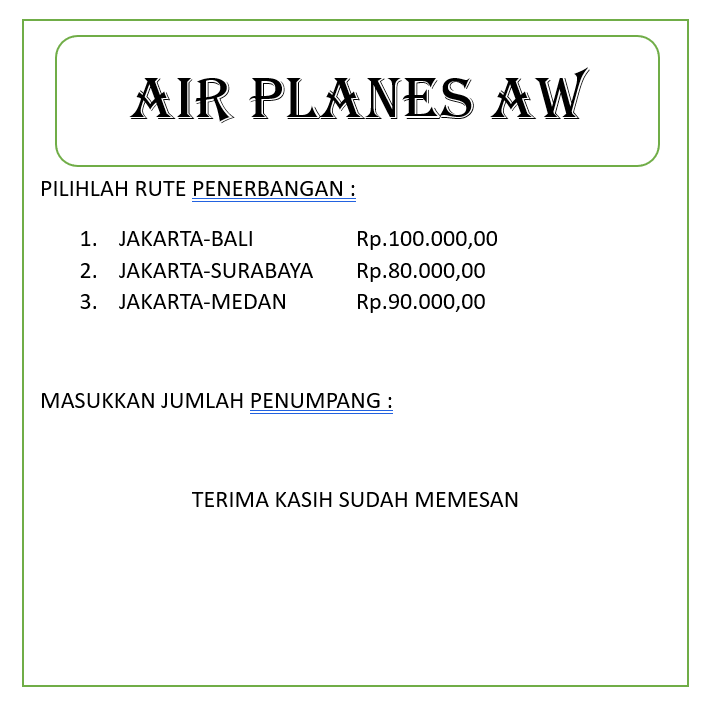 AIR PLANES AW
PILIHLAH RUTE PENERBANGAN :
1. JAKARTA-BALI Rp.100.000,00
2. JAKARTA-SURABAYA Rp.80.000,00
3. JAKARTA-MEDAN Rp.90.000,00
MASUKKAN JUMLAH PENUMPANG :
TERIMA KASIH SUDAH MEMESAN